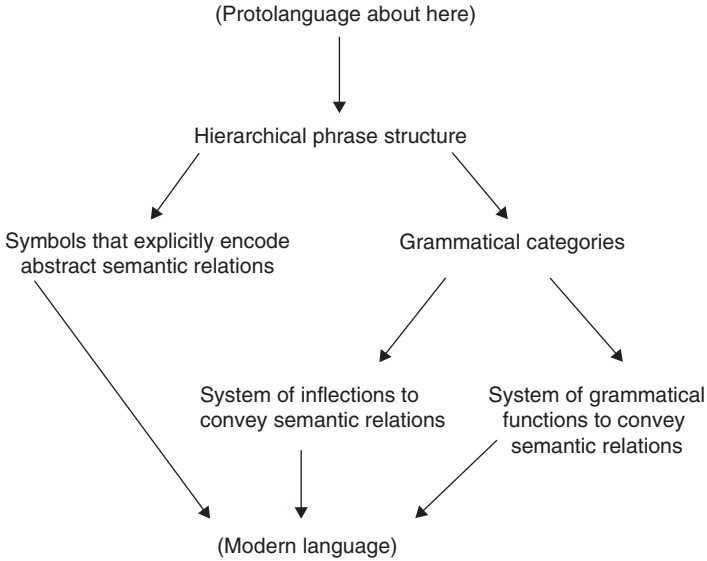 (Protolanguage about here)
Hierarchical phrase structure
Symbols that explicitly encode
abstract semantic relations
Grammatical categories
System of inflections to
convey semantic relations
System of grammatical
functions to convey
semantic relations
(Modern language)